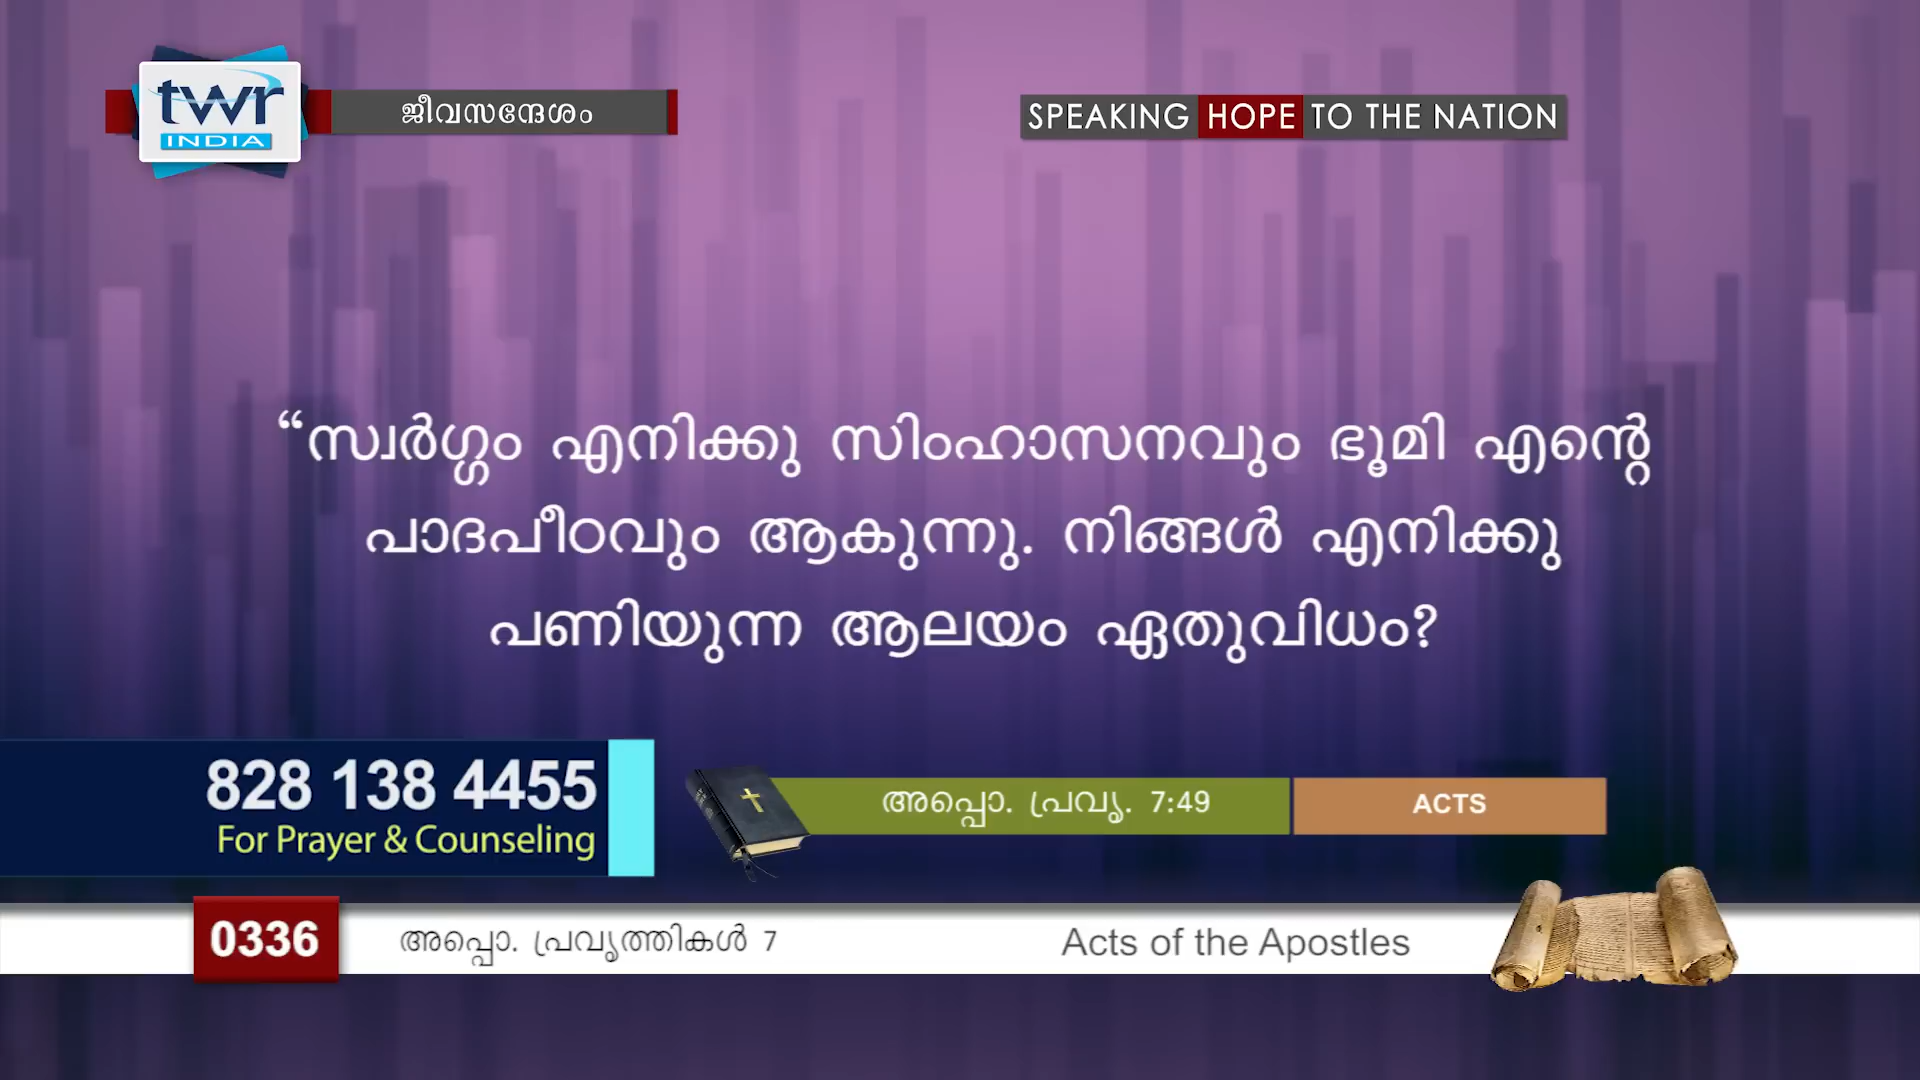 twr
INDIA
ജീവസന്ദേശം
SPEAKING HOPE TO THE NATION
“സ്വർഗ്ഗം എനിക്കു സിംഹാസനവും ഭൂമി എന്റെ
പാദപീഠവും ആകുന്നു. നിങ്ങൾ എനിക്കു
പണിയുന്ന ആലയം ഏതുവിധം?
828 138 4455
For Prayer & Counseling
അപ്പൊ. പ്രവൃ. 7:49
ACTS
0336
അപ്പൊ. പ്രവൃത്തികൾ 7
Acts of the Apostles